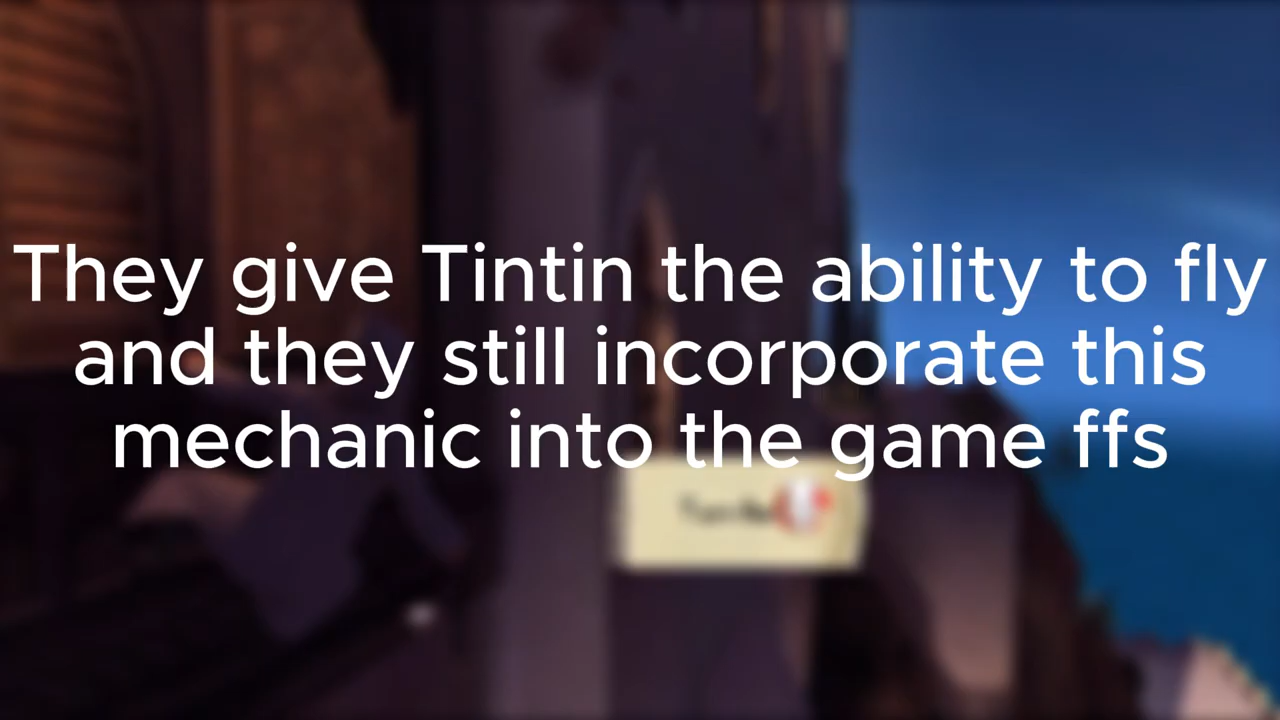 They give Tintin the ability to fly
and they still incorporate this
mechanic into the game ffs